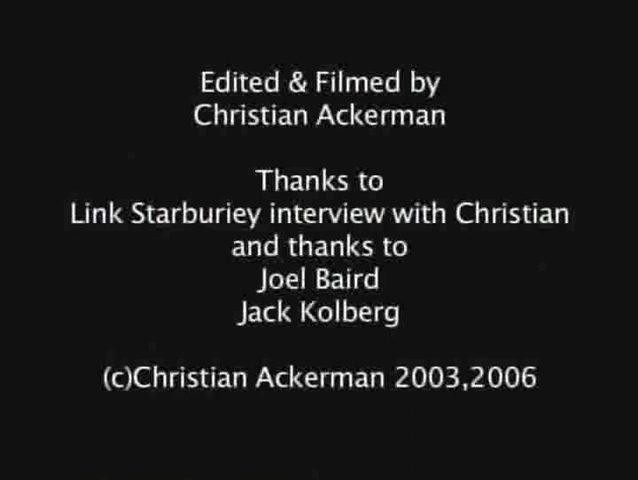 Edited & Filmed by
Christian Ackerman
Thanks to
Link Starburiey interview with Christian
and thanks to
Joel Baird
Jack Kolberg
(c)Christian Ackerman 2003,2006